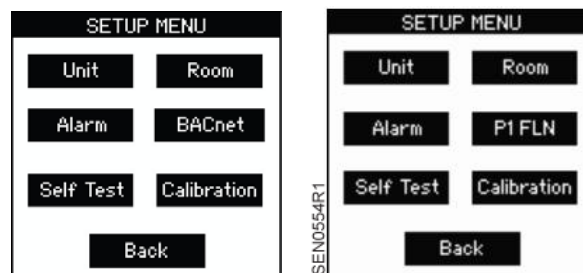 SETUP MENU
Unit Room
Alarm BACnet
Self Test Calibration
Back
SEN0554R1
SETUP MENU
Unit Room
Alarm P1 FLN
Self Test Calibration
Back